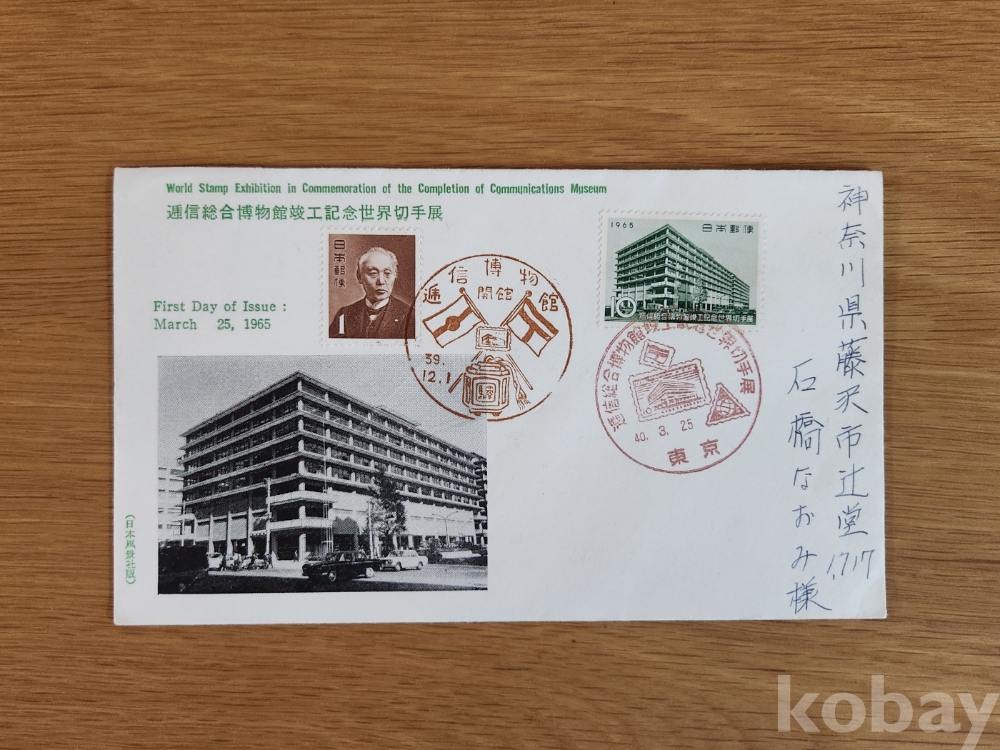 World Stamp Exhibition in Commemoration of the Completion of Communications Museum
逓信総合博物館竣工記念世界切手展
First Day of Issue :
March 25, 1965
日本郵便
1
逓信博物館
開館
39.
12.1
1965 日本郵便
10 逓信総合博物館竣工記念世界切手展
逓信総合博物館竣工記念世界切手展
40. 3. 25
東京
神奈川県藤沢市辻堂1,717
石橋なおみ様
(日本風景社版)
kobay